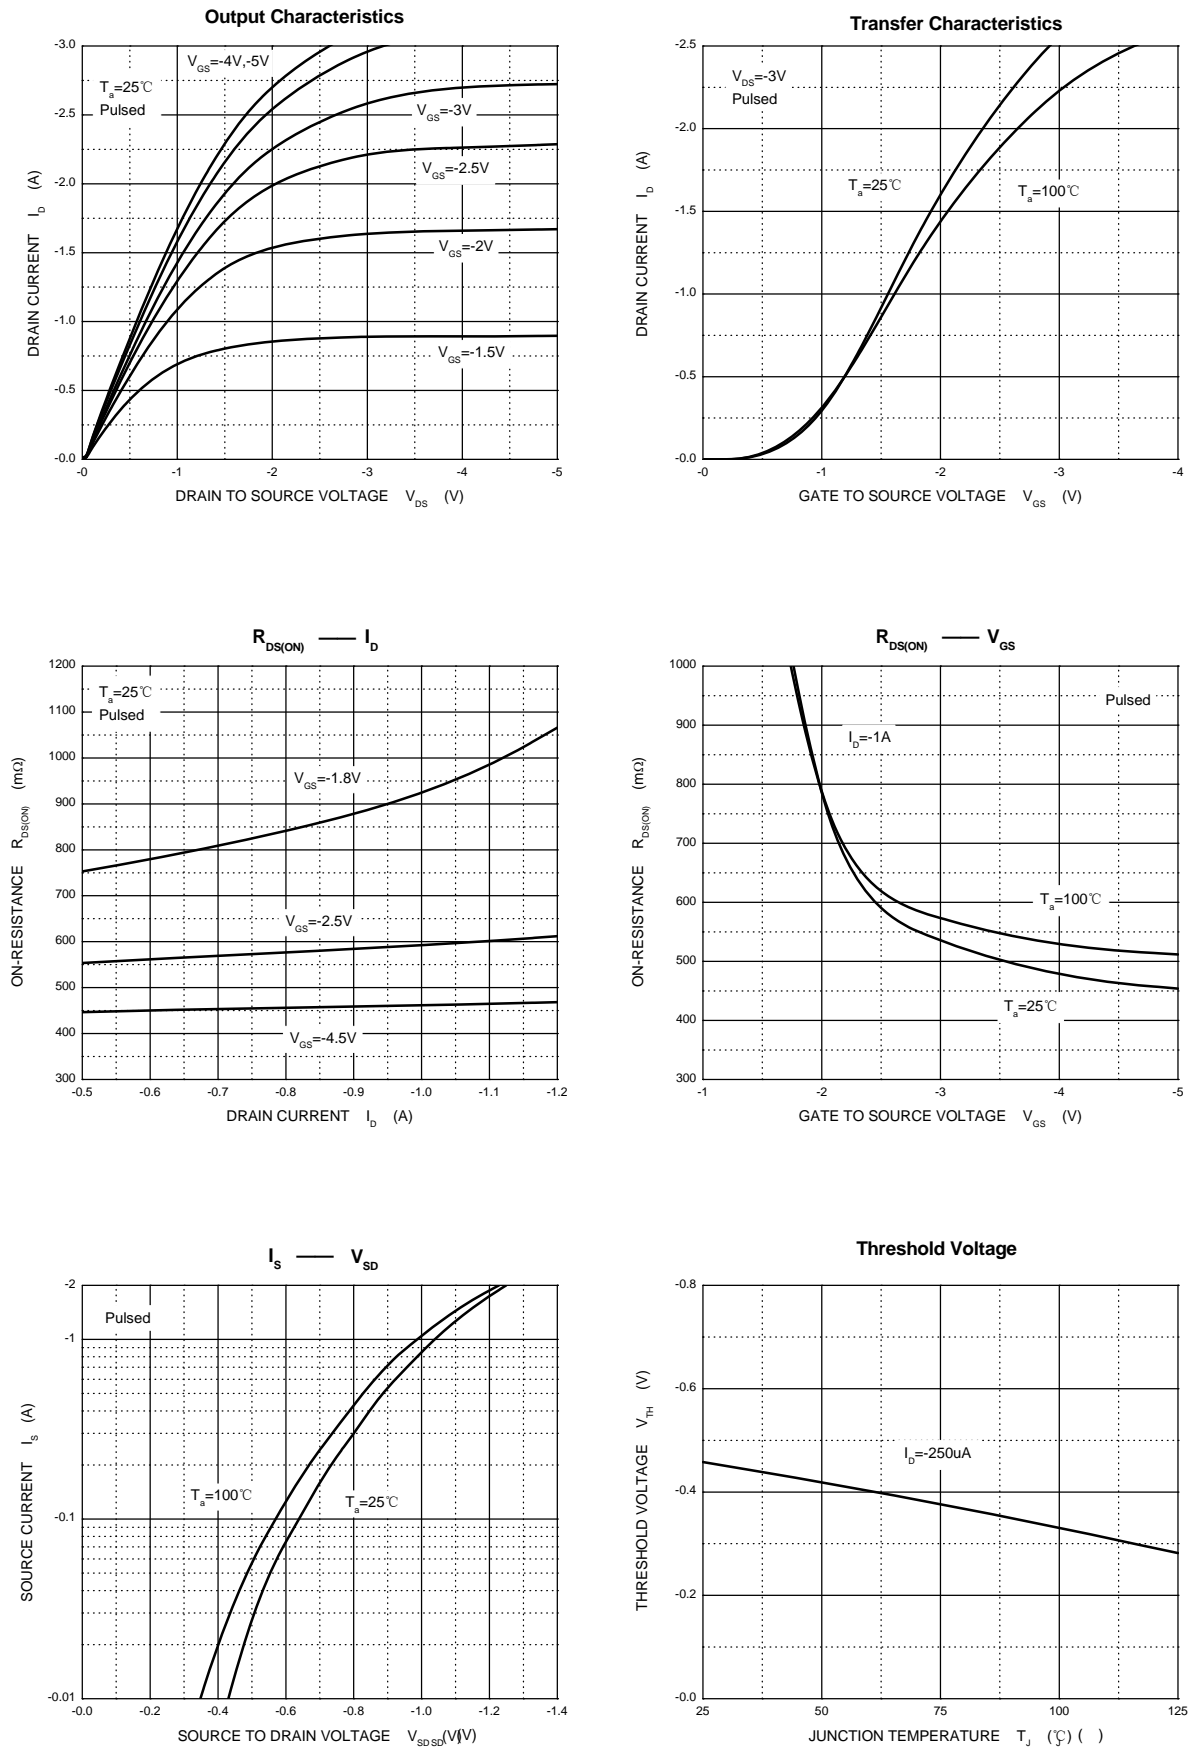 Output Characteristics
-3.0
-2.5
-2.0
-1.5
-1.0
-0.5
-0.0
DRAIN CURRENT I_D (A)
T_a=25℃
Pulsed
V_GS=-4V,-5V
V_GS=-3V
V_GS=-2.5V
V_GS=-2V
V_GS=-1.5V
-0 -1 -2 -3 -4 -5
DRAIN TO SOURCE VOLTAGE V_DS (V)
Transfer Characteristics
-2.5
-2.0
-1.5
-1.0
-0.5
-0.0
DRAIN CURRENT I_D (A)
V_DS=-3V
Pulsed
T_a=25℃
T_a=100℃
-0 -1 -2 -3 -4
GATE TO SOURCE VOLTAGE V_GS (V)
R_DS(ON) —— I_D
1200
1100
1000
900
800
700
600
500
400
300
ON-RESISTANCE R_DS(ON) (mΩ)
T_a=25℃
Pulsed
V_GS=-1.8V
V_GS=-2.5V
V_GS=-4.5V
-0.5 -0.6 -0.7 -0.8 -0.9 -1.0 -1.1 -1.2
DRAIN CURRENT I_D (A)
R_DS(ON) —— V_GS
1000
900
800
700
600
500
400
300
ON-RESISTANCE R_DS(ON) (mΩ)
Pulsed
I_D=-1A
T_a=100℃
T_a=25℃
-1 -2 -3 -4 -5
GATE TO SOURCE VOLTAGE V_GS (V)
I_S —— V_SD
-2
-1
-0.1
-0.01
SOURCE CURRENT I_S (A)
Pulsed
T_a=100℃
T_a=25℃
-0.0 -0.2 -0.4 -0.6 -0.8 -1.0 -1.2 -1.4
SOURCE TO DRAIN VOLTAGE V_SD (V)
Threshold Voltage
-0.8
-0.6
-0.4
-0.2
-0.0
THRESHOLD VOLTAGE V_TH (V)
I_D=-250uA
25 50 75 100 125
JUNCTION TEMPERATURE T_J (℃) ( )